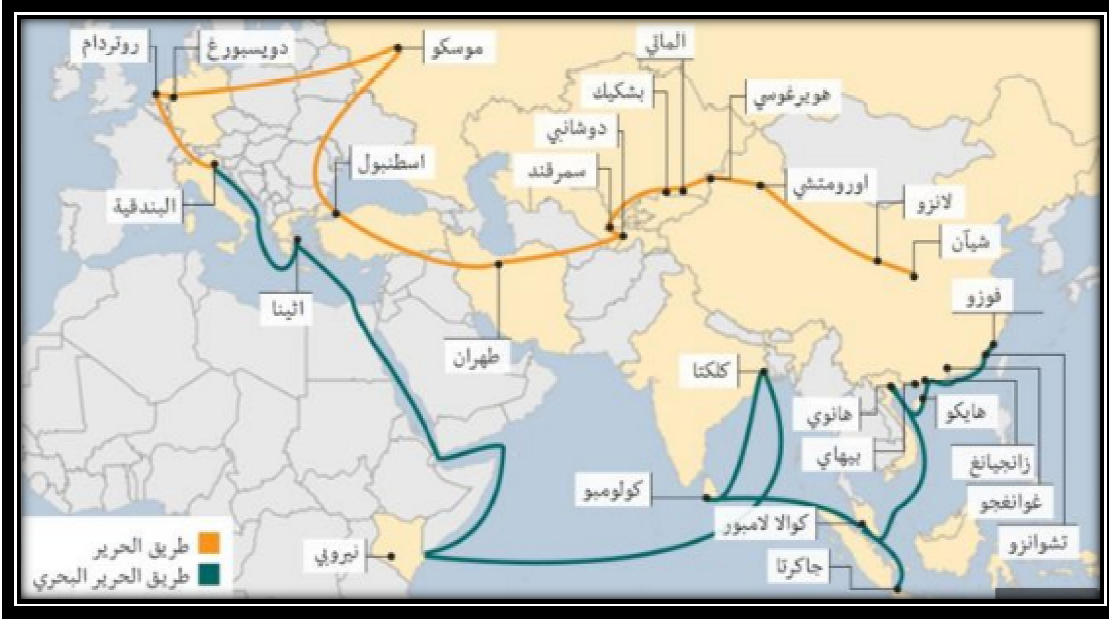 روتردام
دويسبورغ
موسكو
الماتي
بشكيك
هويرغوسي
دوشانبي
سمرقند
اسطنبول
اورومتشي
البندقية
لانزو
شيآن
اثينا
فوزو
طهران
كلكتا
هانوي
هايكو
بيهاي
زانجيانغ
كولومبو
غوانغجو
كوالا لامبور
تشوانزو
نيروبي
جاكرتا
طريق الحرير
طريق الحرير البحري